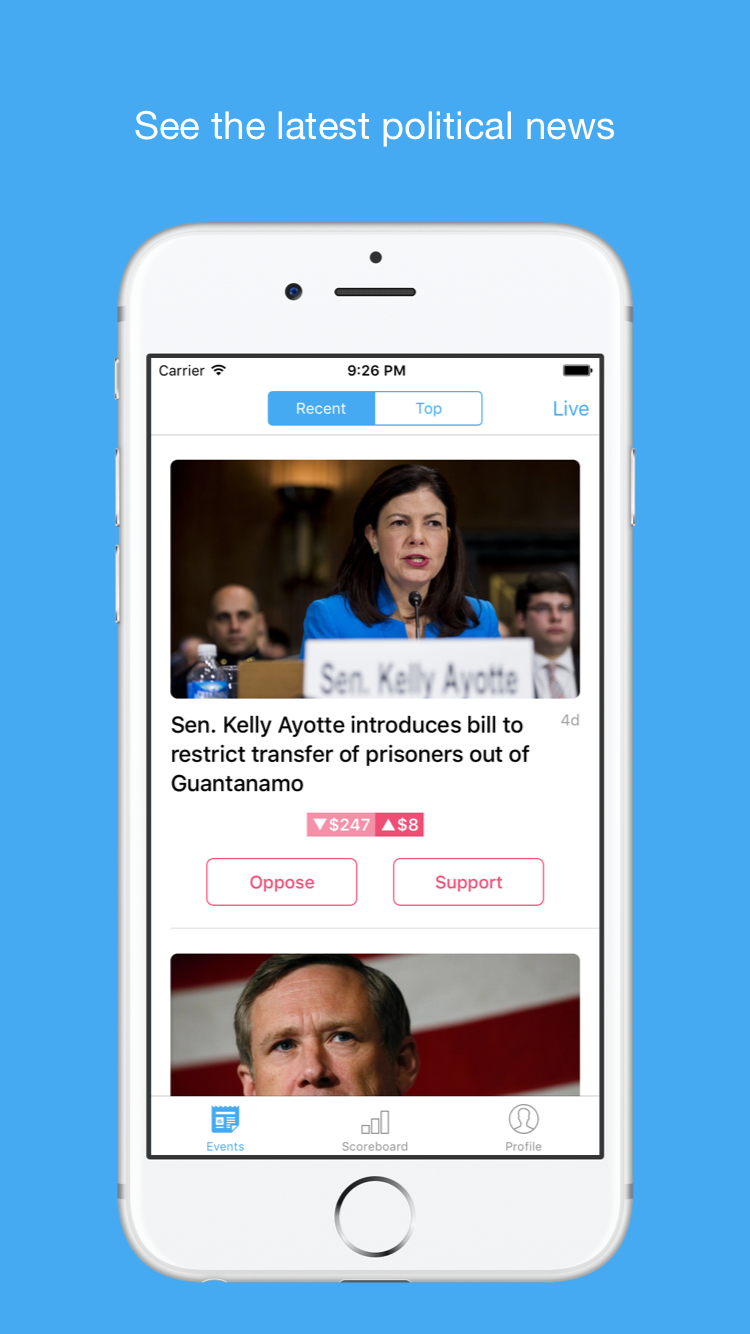 See the latest political news
Carrier 9:26 PM
Recent Top Live
Sen. Kelly Ayotte
Sen. Kelly Ayotte introduces bill to 4d
restrict transfer of prisoners out of
Guantanamo
▼$247 ▲$8
Oppose Support
Events Scoreboard Profile